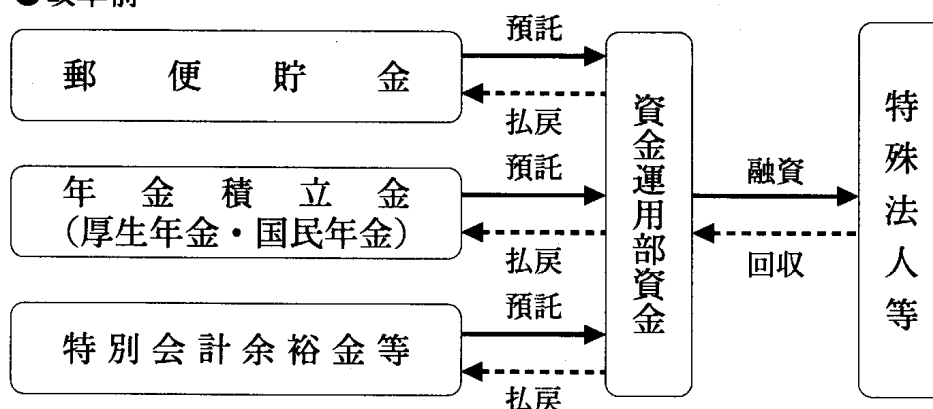 預託
郵便貯金
払戻
預託
年金積立金
(厚生年金・国民年金)
払戻
預託
特別会計余裕金等
払戻
資金運用部資金
融資
回収
特殊法人等